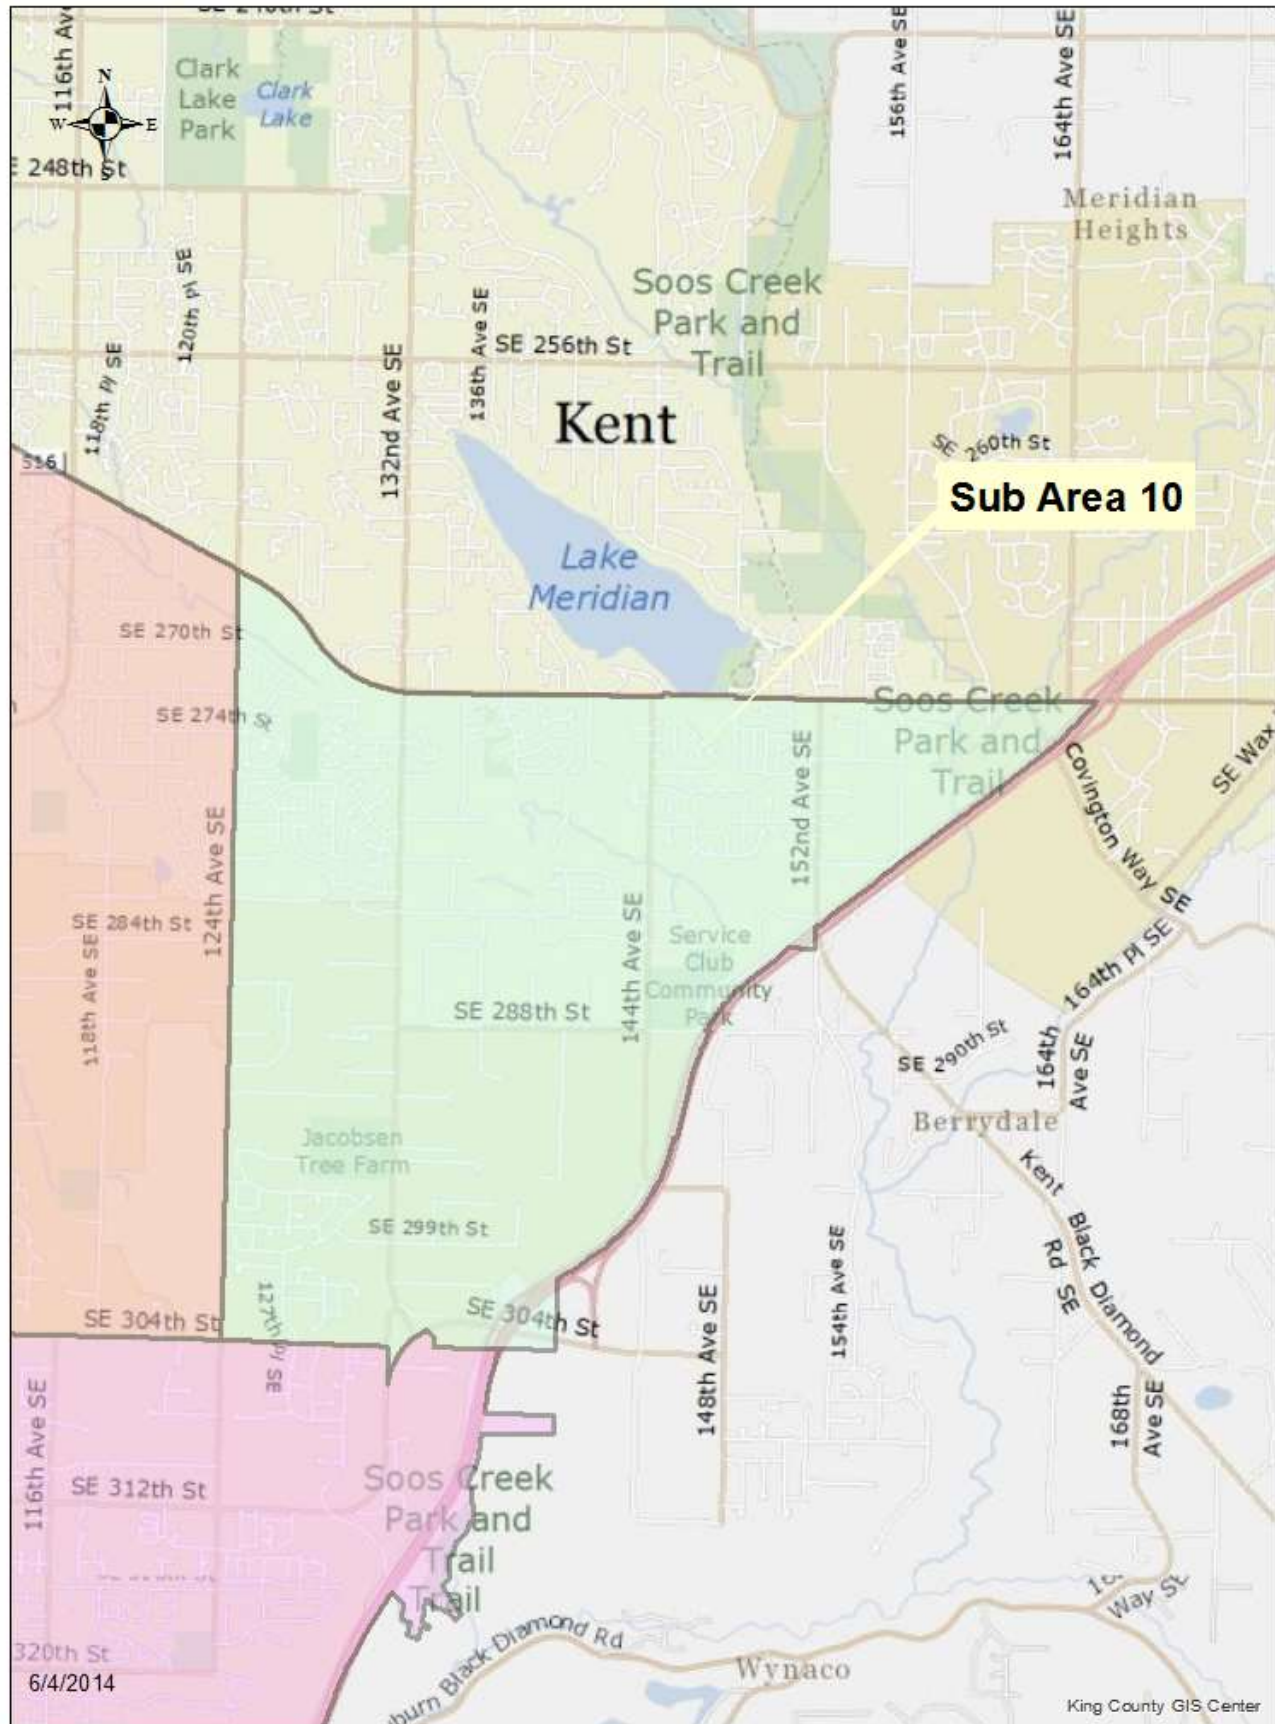 116th Ave
N
W
E
S
Clark
Lake
Park
Clark
Lake
156th Ave SE
164th Ave SE
248th St
Meridian
Heights
120th Pl SE
118th Pl SE
132nd Ave SE
136th Ave SE
SE 256th St
Soos Creek
Park and
Trail
Kent
516
SE 260th St
Sub Area 10
Lake
Meridian
SE 270th St
SE 274th St
Soos Creek
Park and
Trail
152nd Ave SE
Covington Way SE
SE Wax
124th Ave SE
SE 284th St
118th Ave SE
144th Ave SE
Service
Club
Community
Park
164th Pl SE
SE 288th St
SE 290th St
164th
Ave SE
Berrydale
Jacobsen
Tree Farm
Kent Black Diamond
Rd SE
SE 299th St
154th Ave SE
148th Ave SE
127th Pl SE
SE 304th St
SE 304th St
116th Ave SE
168th
Ave SE
SE 312th St
Soos Creek
Park and
Trail
Trail
Way SE
320th St
burn Black Diamond Rd
Wynaco
6/4/2014
King County GIS Center